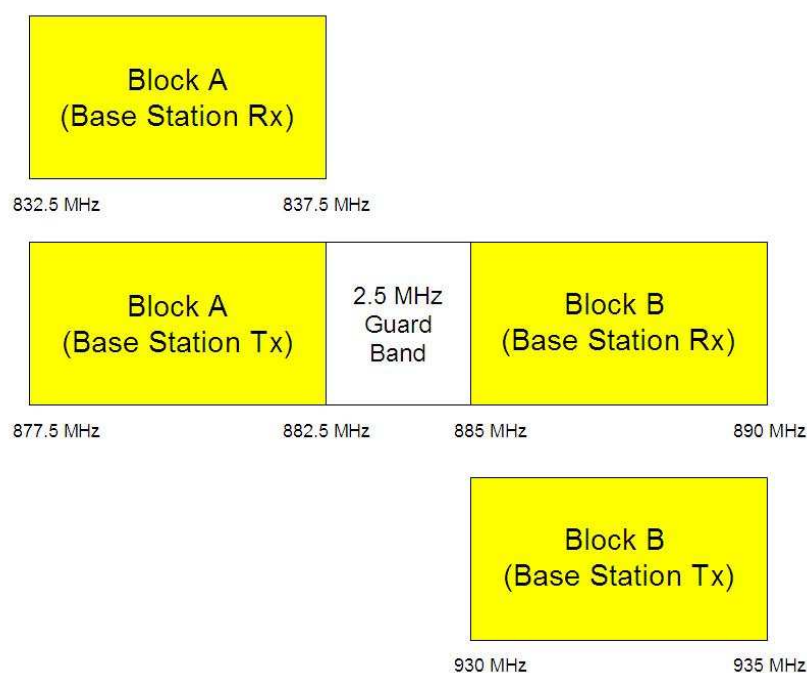 Block A
(Base Station Rx)
832.5 MHz 837.5 MHz
Block A
(Base Station Tx)
2.5 MHz
Guard
Band
Block B
(Base Station Rx)
877.5 MHz 882.5 MHz 885 MHz 890 MHz
Block B
(Base Station Tx)
930 MHz 935 MHz